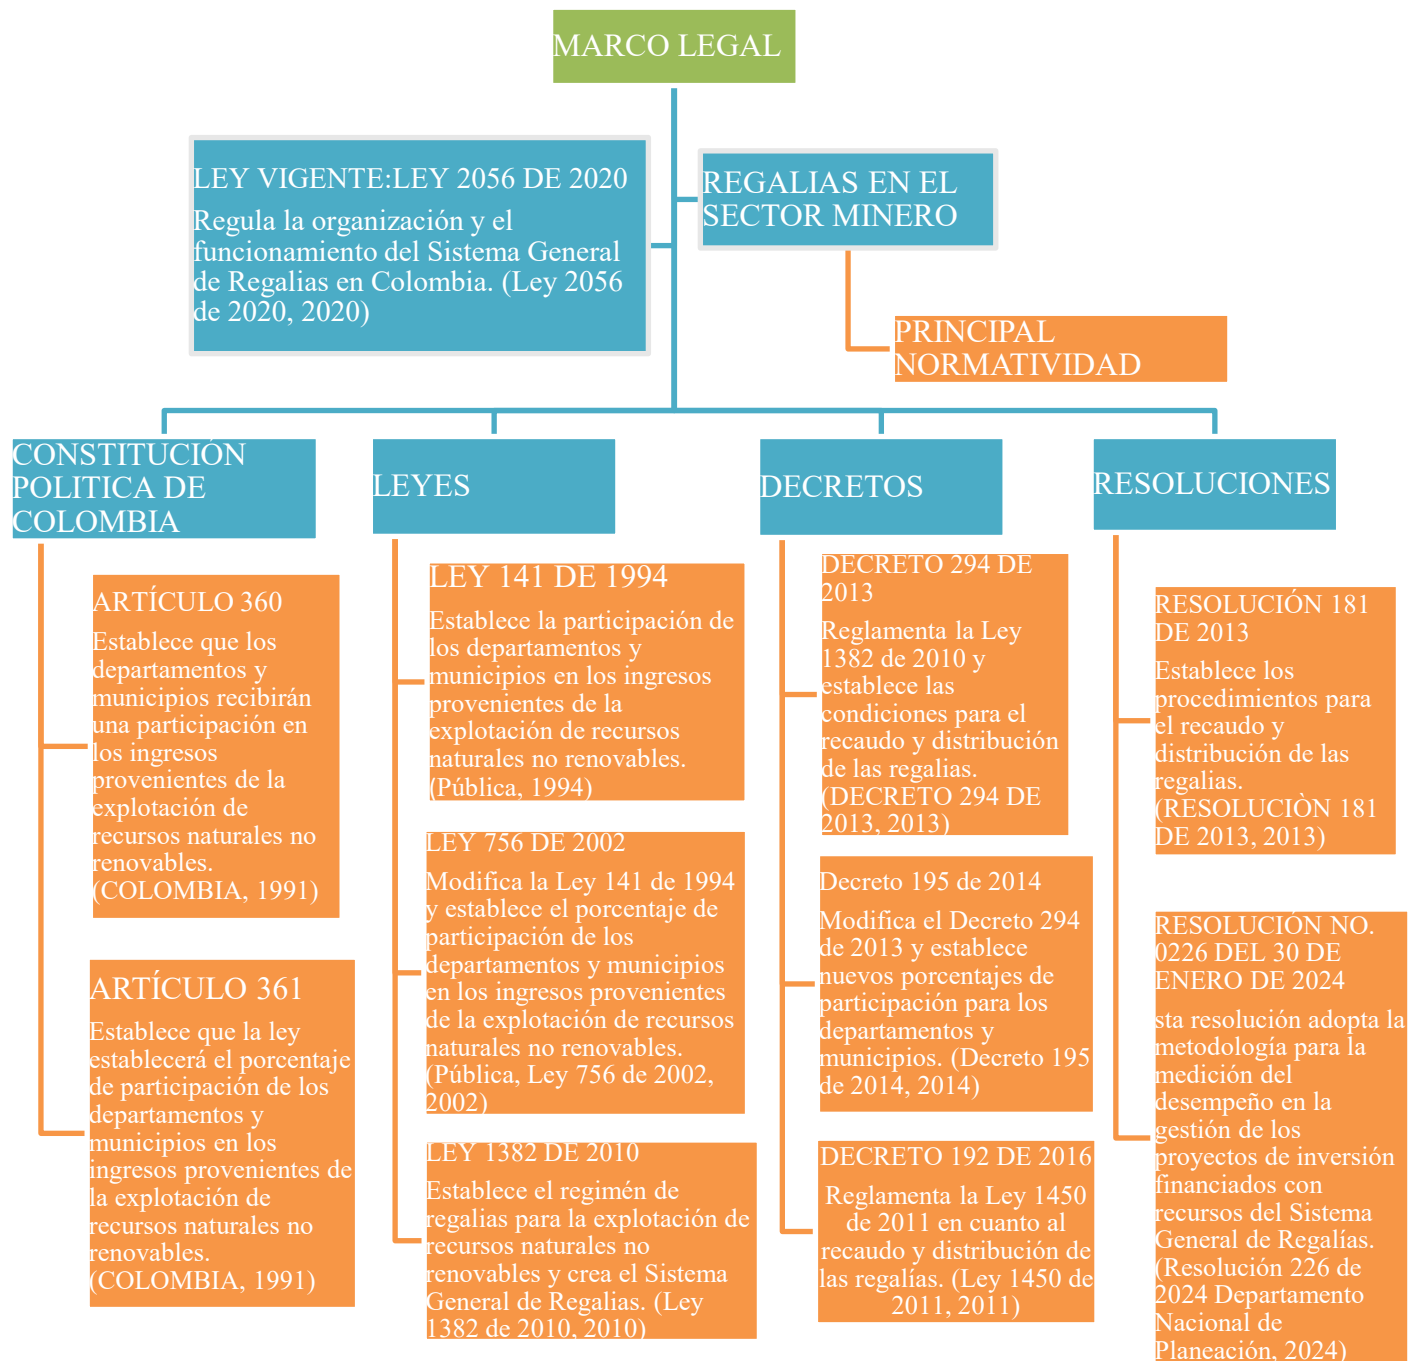 MARCO LEGAL
LEY VIGENTE:LEY 2056 DE 2020
Regula la organización y el
funcionamiento del Sistema General
de Regalias en Colombia. (Ley 2056
de 2020, 2020)
REGALIAS EN EL
SECTOR MINERO
PRINCIPAL
NORMATIVIDAD
CONSTITUCIÓN
POLITICA DE
COLOMBIA
ARTÍCULO 360
Establece que los
departamentos y
municipios recibirán
una participación en
los ingresos
provenientes de la
explotación de
recursos naturales no
renovables.
(COLOMBIA, 1991)
ARTÍCULO 361
Establece que la ley
establecerá el porcentaje
de participación de los
departamentos y
municipios en los
ingresos provenientes de
la explotación de
recursos naturales no
renovables.
(COLOMBIA, 1991)
LEYES
LEY 141 DE 1994
Establece la participación de
los departamentos y
municipios en los ingresos
provenientes de la
explotación de recursos
naturales no renovables.
(Pública, 1994)
LEY 756 DE 2002
Modifica la Ley 141 de 1994
y establece el porcentaje de
participación de los
departamentos y municipios
en los ingresos provenientes
de la explotación de recursos
naturales no renovables.
(Pública, Ley 756 de 2002,
2002)
LEY 1382 DE 2010
Establece el regimén de
regalias para la explotación de
recursos naturales no
renovables y crea el Sistema
General de Regalias. (Ley
1382 de 2010, 2010)
DECRETOS
DECRETO 294 DE
2013
Reglamenta la Ley
1382 de 2010 y
establece las
condiciones para el
recaudo y distribución
de las regalias.
(DECRETO 294 DE
2013, 2013)
Decreto 195 de 2014
Modifica el Decreto 294
de 2013 y establece
nuevos porcentajes de
participación para los
departamentos y
municipios. (Decreto 195
de 2014, 2014)
DECRETO 192 DE 2016
Reglamenta la Ley 1450
de 2011 en cuanto al
recaudo y distribución de
las regalías. (Ley 1450 de
2011, 2011)
RESOLUCIONES
RESOLUCIÓN 181
DE 2013
Establece los
procedimientos para
el recaudo y
distribución de las
regalias.
(RESOLUCIÒN 181
DE 2013, 2013)
RESOLUCIÓN NO.
0226 DEL 30 DE
ENERO DE 2024
sta resolución adopta la
metodología para la
medición del
desempeño en la
gestión de los
proyectos de inversión
financiados con
recursos del Sistema
General de Regalías.
(Resolución 226 de
2024 Departamento
Nacional de
Planeación, 2024)